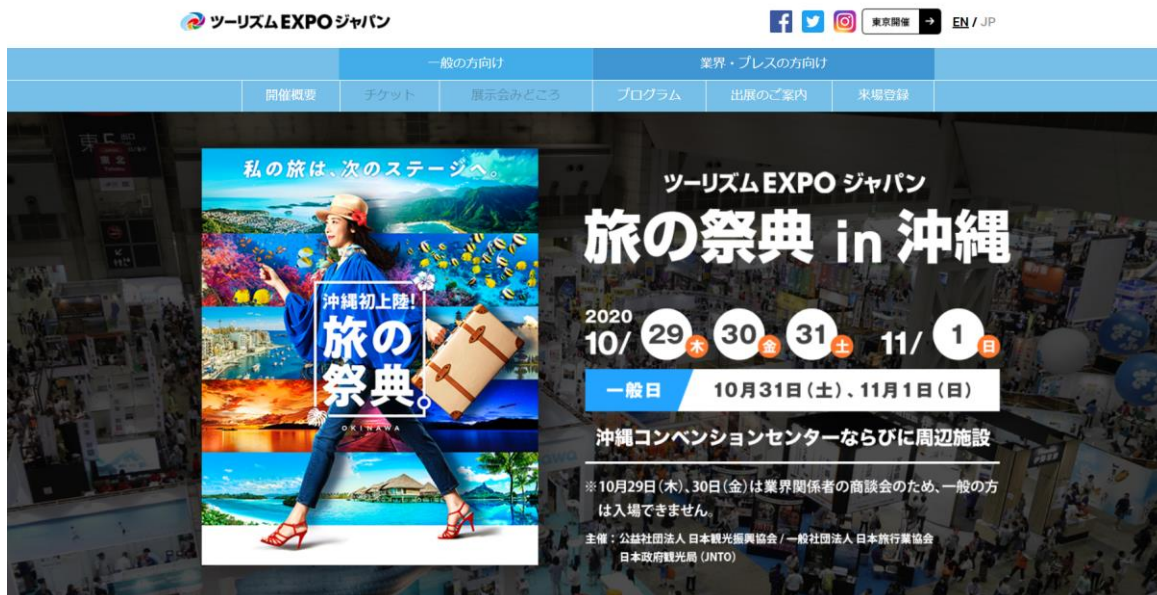 ツーリズムEXPOジャパン
東京開催
EN / JP
一般の方向け
業界・プレスの方向け
開催概要
チケット
展示会みどころ
プログラム
出展のご案内
来場登録
私の旅は、次のステージへ。
沖縄初上陸!
旅の
祭典。
OKINAWA
ツーリズムEXPOジャパン
旅の祭典 in 沖縄
2020
10/ 29木 30金 31土 11/ 1日
一般日 10月31日(土)、11月1日(日)
沖縄コンベンションセンターならびに周辺施設
※10月29日(木)、30日(金)は業界関係者の商談会のため、一般の方
は入場できません。
主催:公益社団法人 日本観光振興協会 / 一般社団法人 日本旅行業協会
日本政府観光局(JNTO)
東
東北